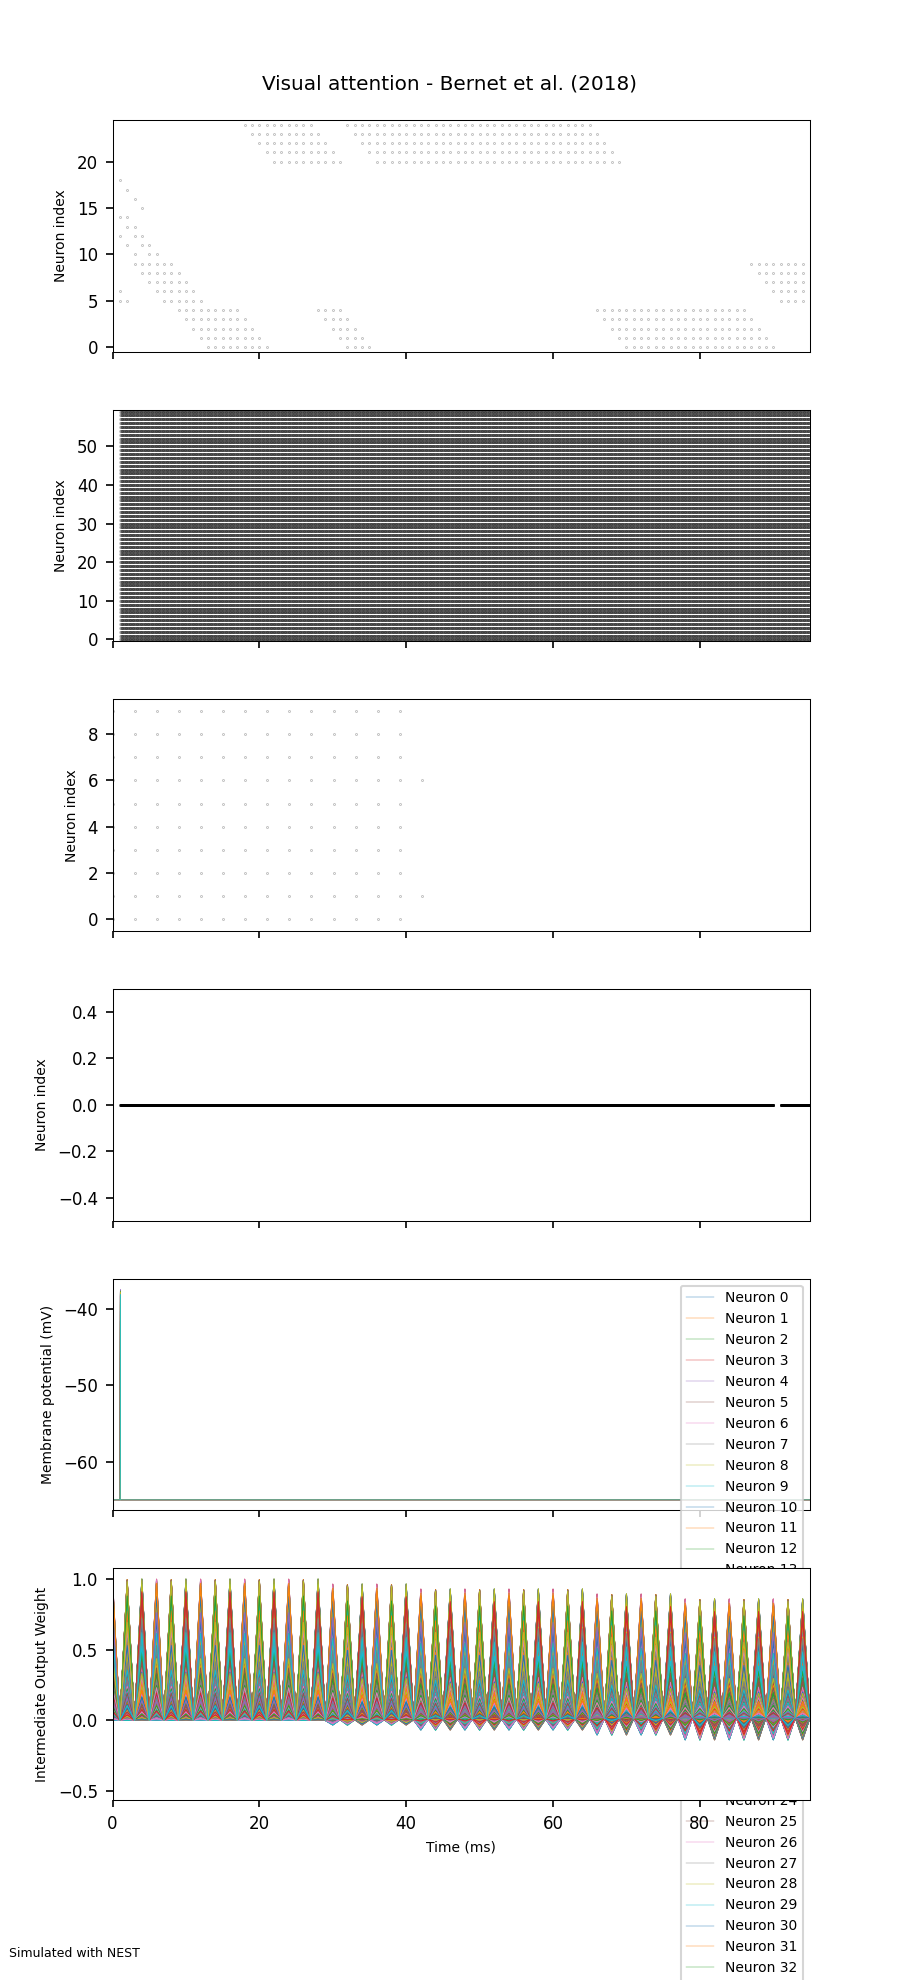 Visual attention - Bernet et al. (2018)
Neuron index
20
15
10
5
0
Neuron index
50
40
30
20
10
0
Neuron index
8
6
4
2
0
Neuron index
0.4
0.2
0.0
−0.2
−0.4
Membrane potential (mV)
−40
−50
−60
Neuron 0
Neuron 1
Neuron 2
Neuron 3
Neuron 4
Neuron 5
Neuron 6
Neuron 7
Neuron 8
Neuron 9
Neuron 10
Neuron 11
Neuron 12
Intermediate Output Weight
1.0
0.5
0.0
−0.5
0 20 40 60 80
Time (ms)
Neuron 24
Neuron 25
Neuron 26
Neuron 27
Neuron 28
Neuron 29
Neuron 30
Neuron 31
Neuron 32
Simulated with NEST